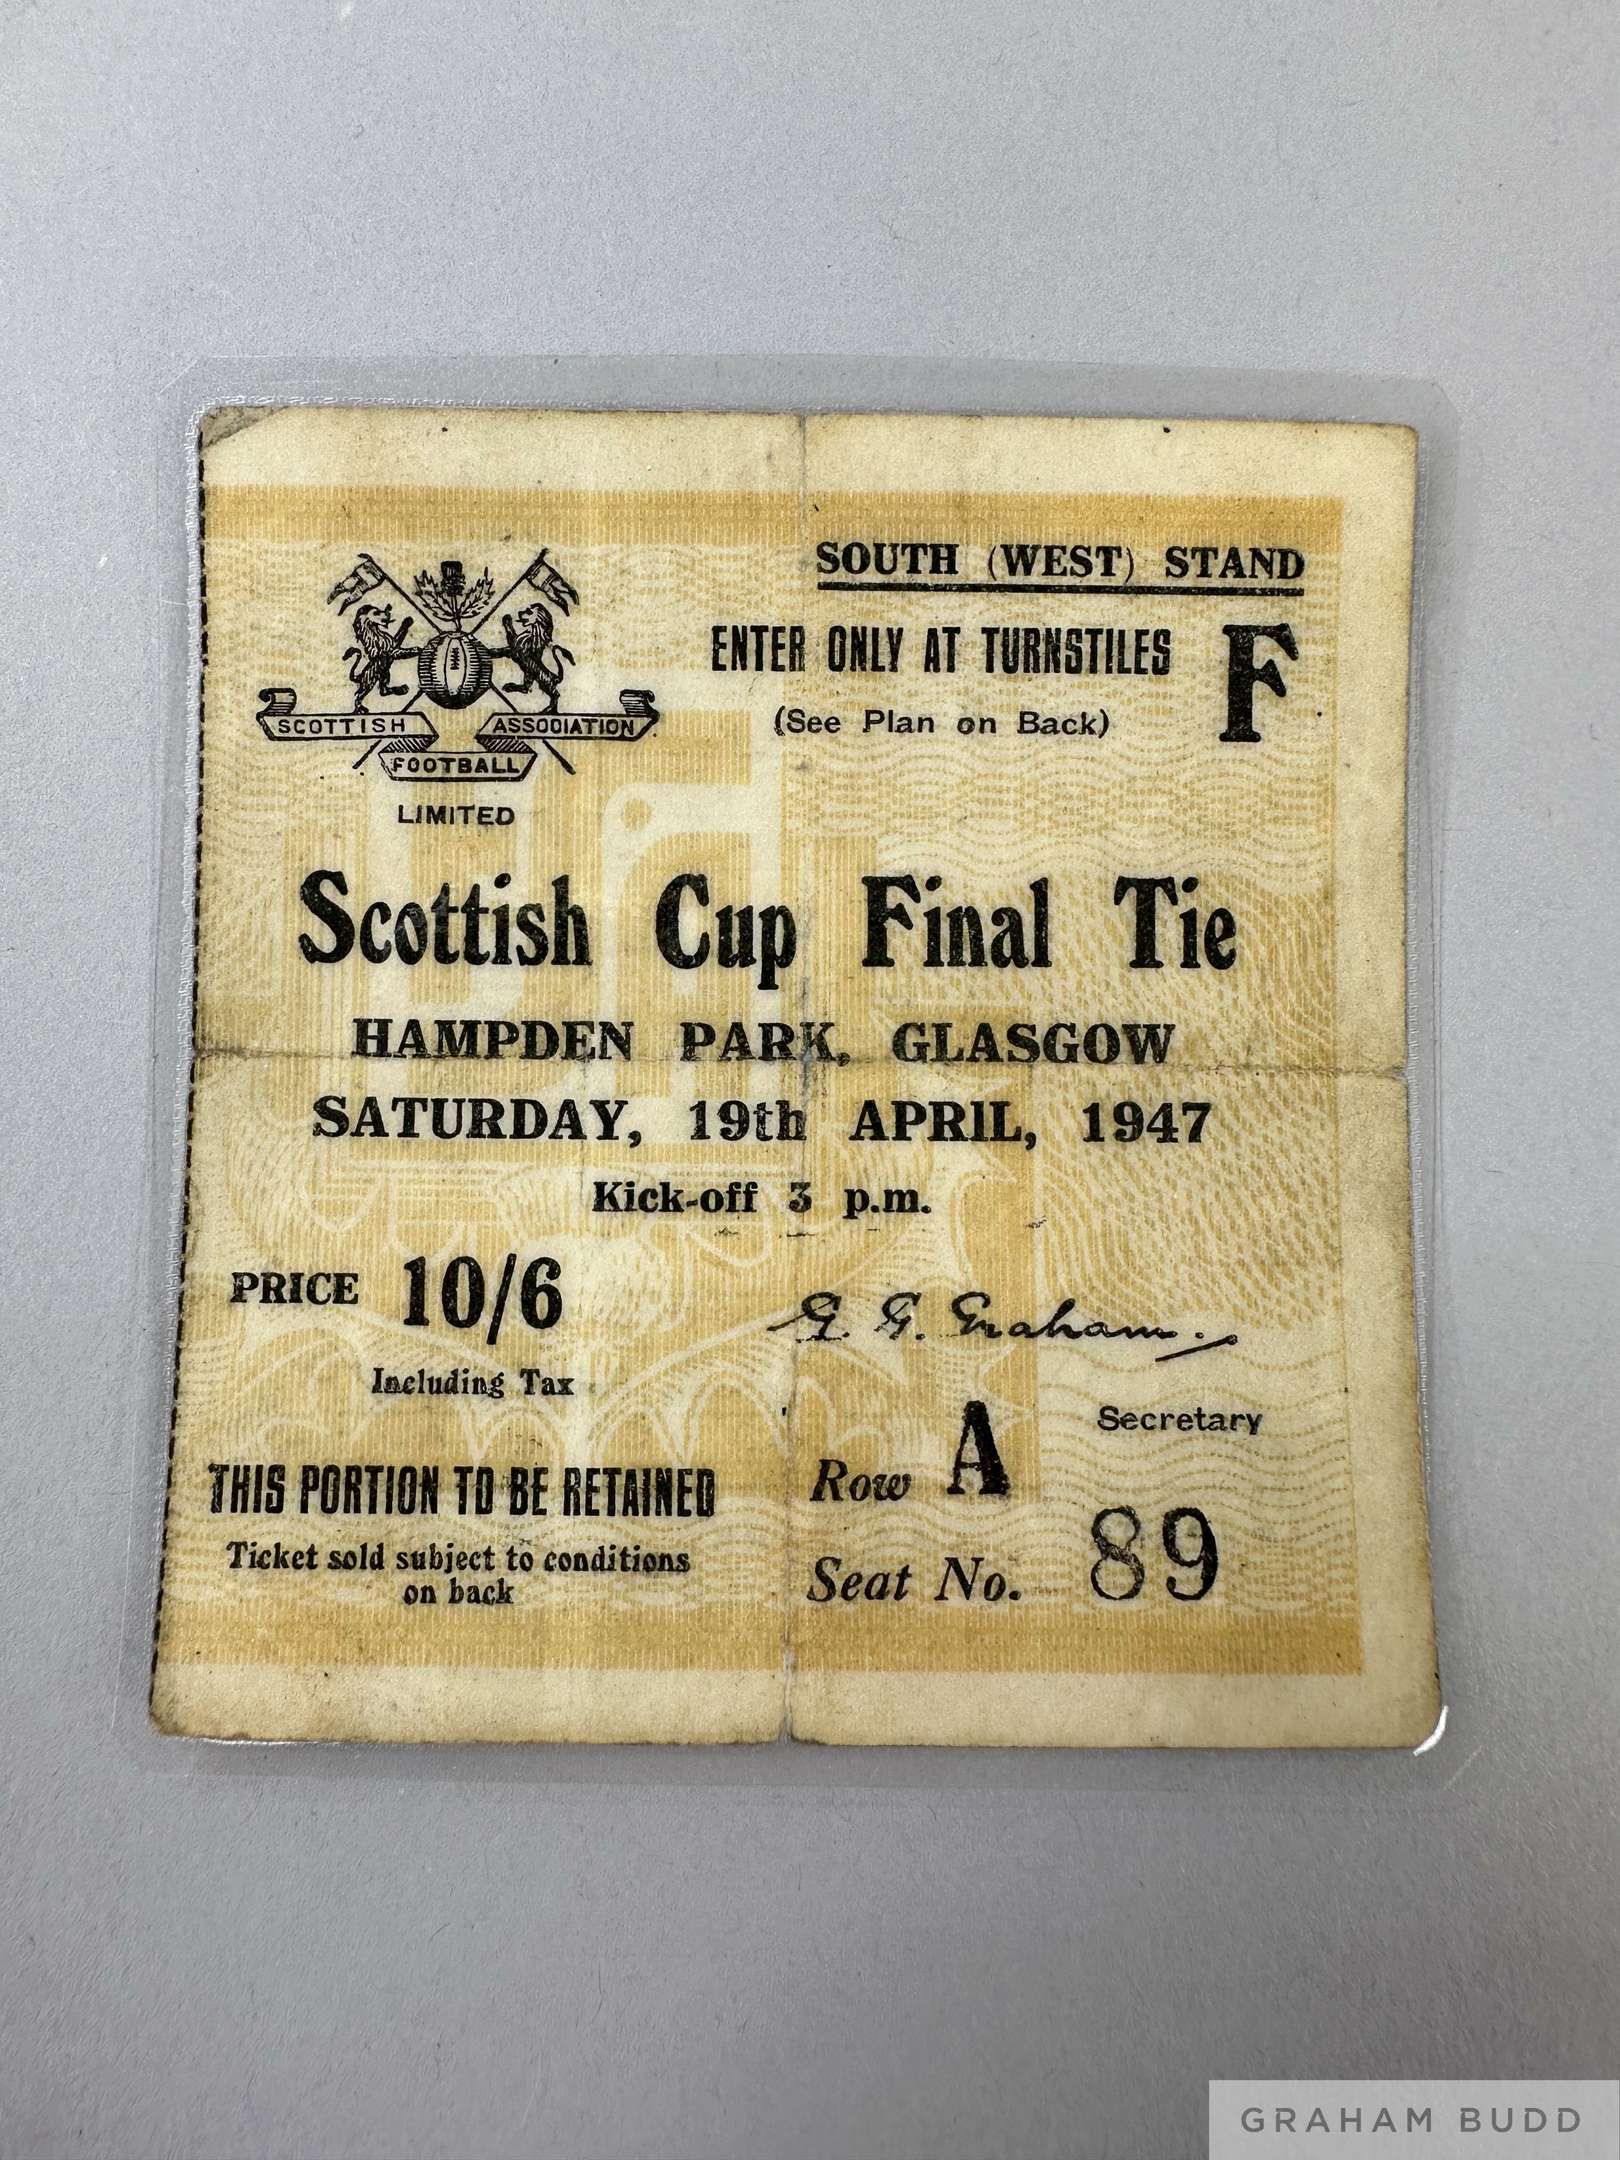 SOUTH (WEST) STAND
ENTER ONLY AT TURNSTILES F
(See Plan on Back)
SCOTTISH ASSOCIATION
FOOTBALL
LIMITED
Scottish Cup Final Tie
HAMPDEN PARK, GLASGOW
SATURDAY, 19th APRIL, 1947
Kick-off 3 p.m.
PRICE 10/6
Including Tax
G. G. Graham.
Secretary
THIS PORTION TO BE RETAINED
Ticket sold subject to conditions
on back
Row A
Seat No. 89
GRAHAM BUDD